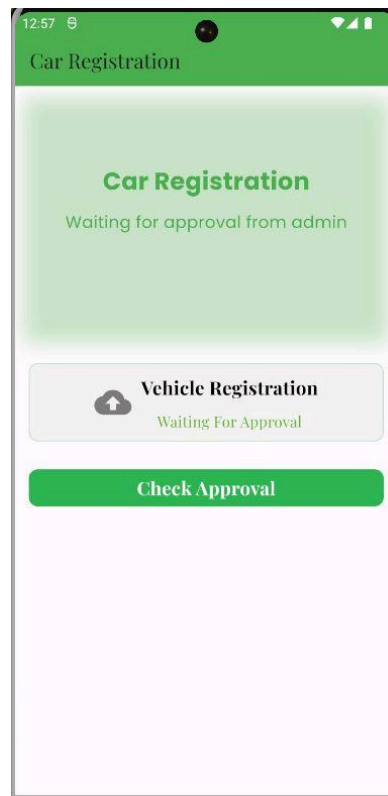 12:57
Car Registration
Car Registration
Waiting for approval from admin
Vehicle Registration
Waiting For Approval
Check Approval